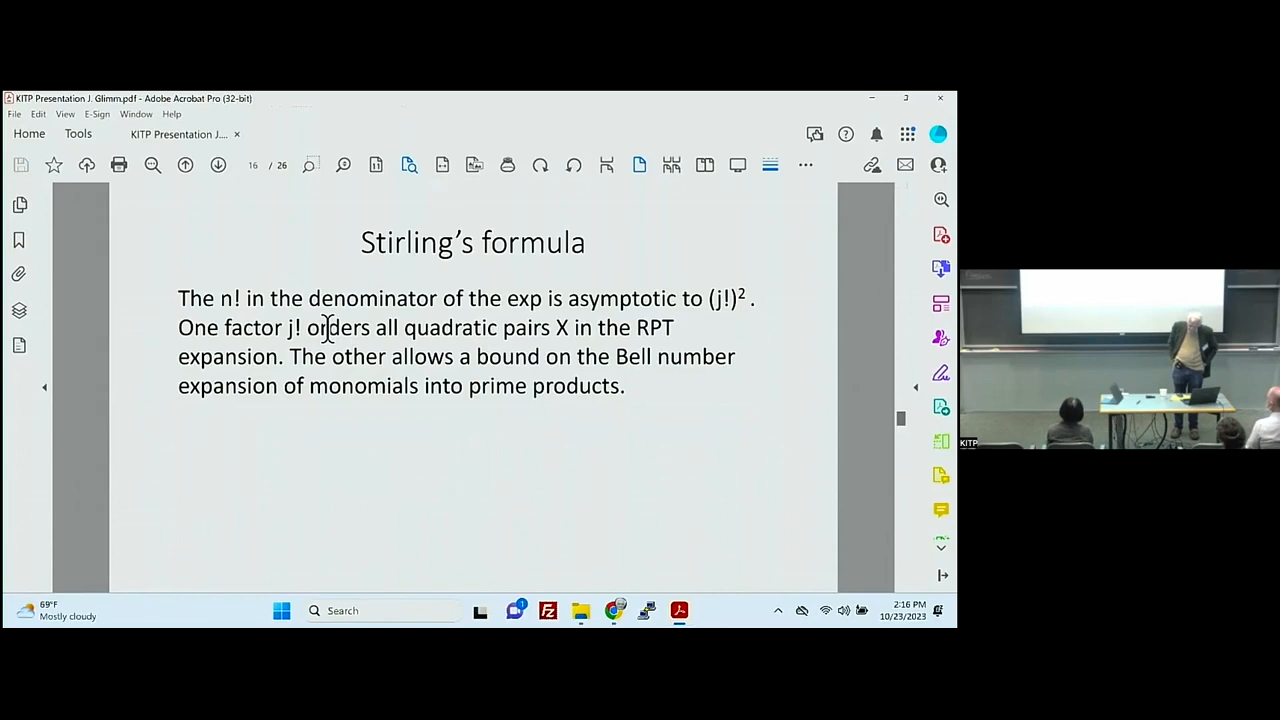 KITP Presentation J. Glimm.pdf - Adobe Acrobat Pro (32-bit)
File Edit View E-Sign Window Help
Home Tools KITP Presentation J.... ×
16 / 26
Stirling's formula
The n! in the denominator of the exp is asymptotic to (j!)² .
One factor j! orders all quadratic pairs X in the RPT
expansion. The other allows a bound on the Bell number
expansion of monomials into prime products.
KITP
69°F
Mostly cloudy
Search
1
2:16 PM
10/23/2023